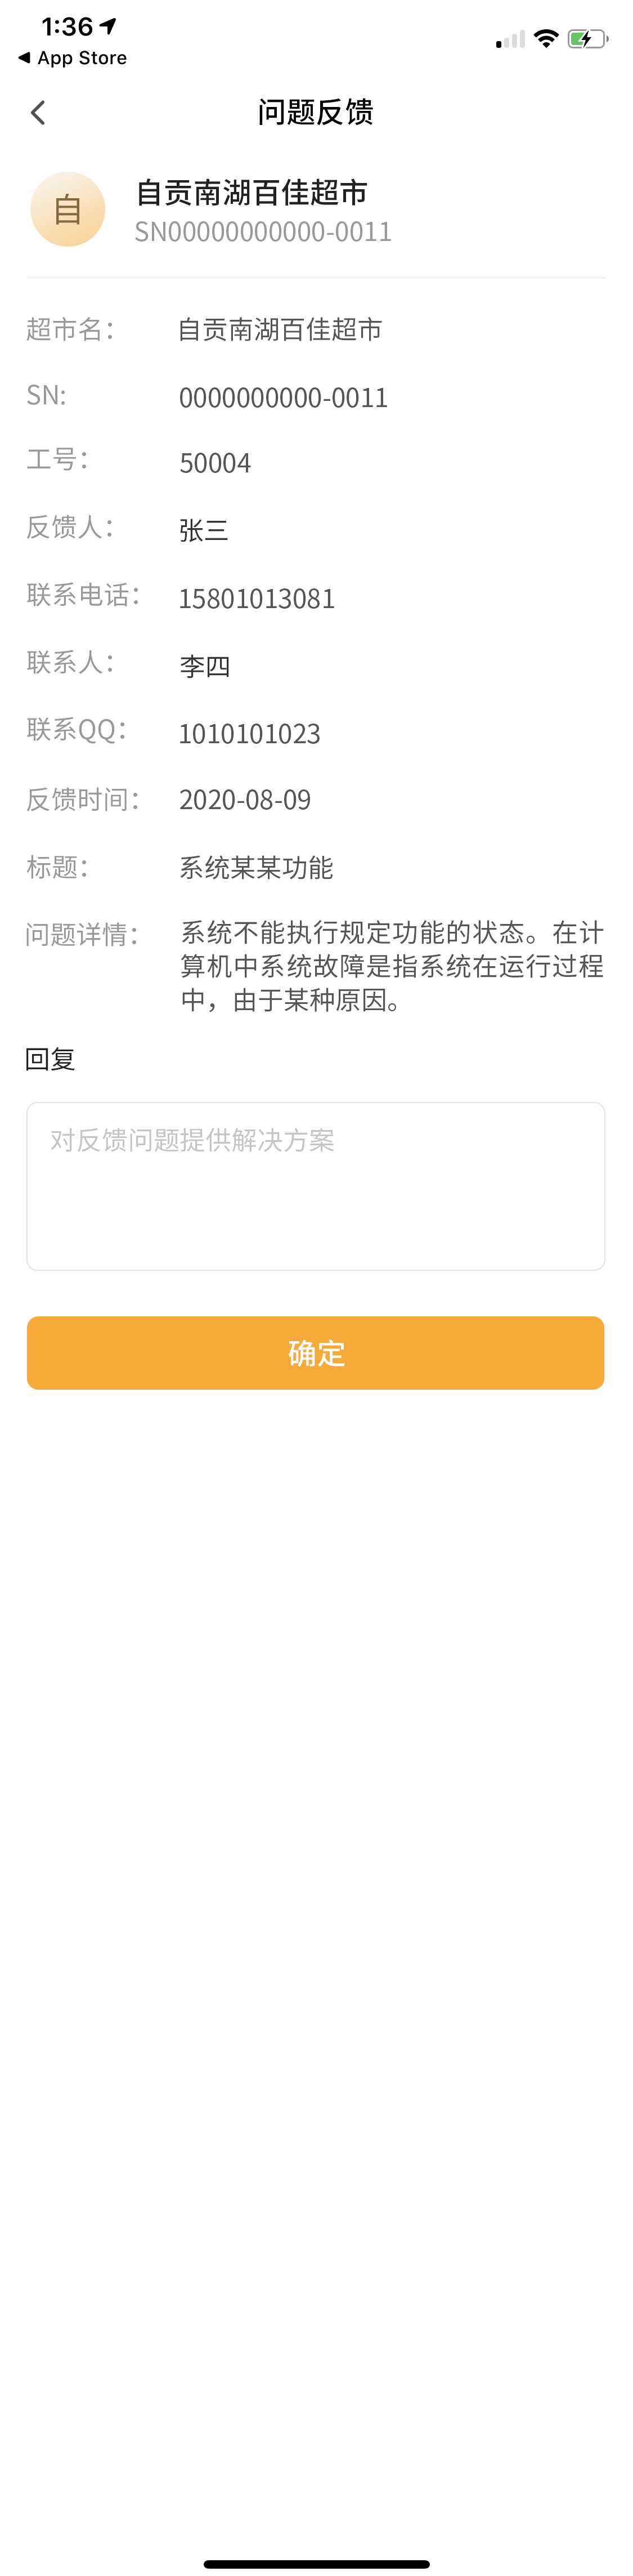 1:36
App Store
问题反馈
自
自贡南湖百佳超市
SN00000000000-0011
超市名： 自贡南湖百佳超市
SN: 0000000000-0011
工号： 50004
反馈人： 张三
联系电话： 15801013081
联系人： 李四
联系QQ： 1010101023
反馈时间： 2020-08-09
标题： 系统某某功能
问题详情： 系统不能执行规定功能的状态。在计
算机中系统故障是指系统在运行过程
中，由于某种原因。
回复
对反馈问题提供解决方案
确定